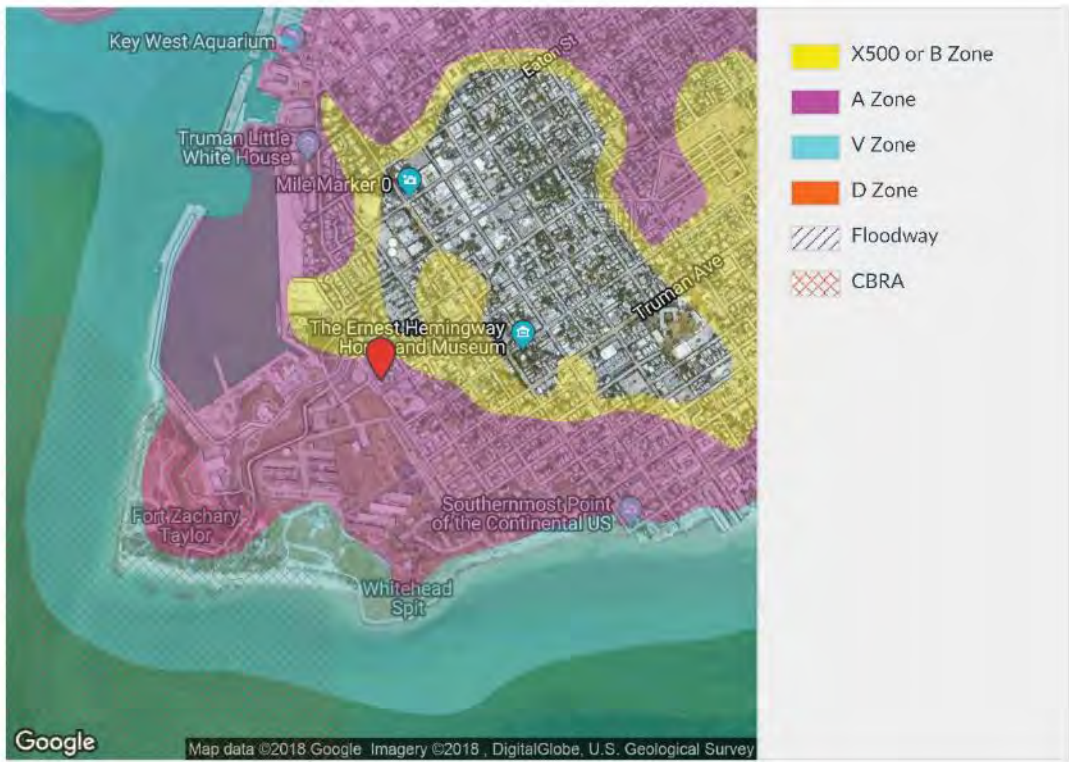 Key West Aquarium
Eaton St
Truman Little
White House
Mile Marker 0
Truman Ave
The Ernest Hemingway
Home and Museum
Southernmost Point
of the Continental US
Fort Zachary
Taylor
Whitehead
Spit
Google
Map data ©2018 Google Imagery ©2018 , DigitalGlobe, U.S. Geological Survey
X500 or B Zone
A Zone
V Zone
D Zone
Floodway
CBRA